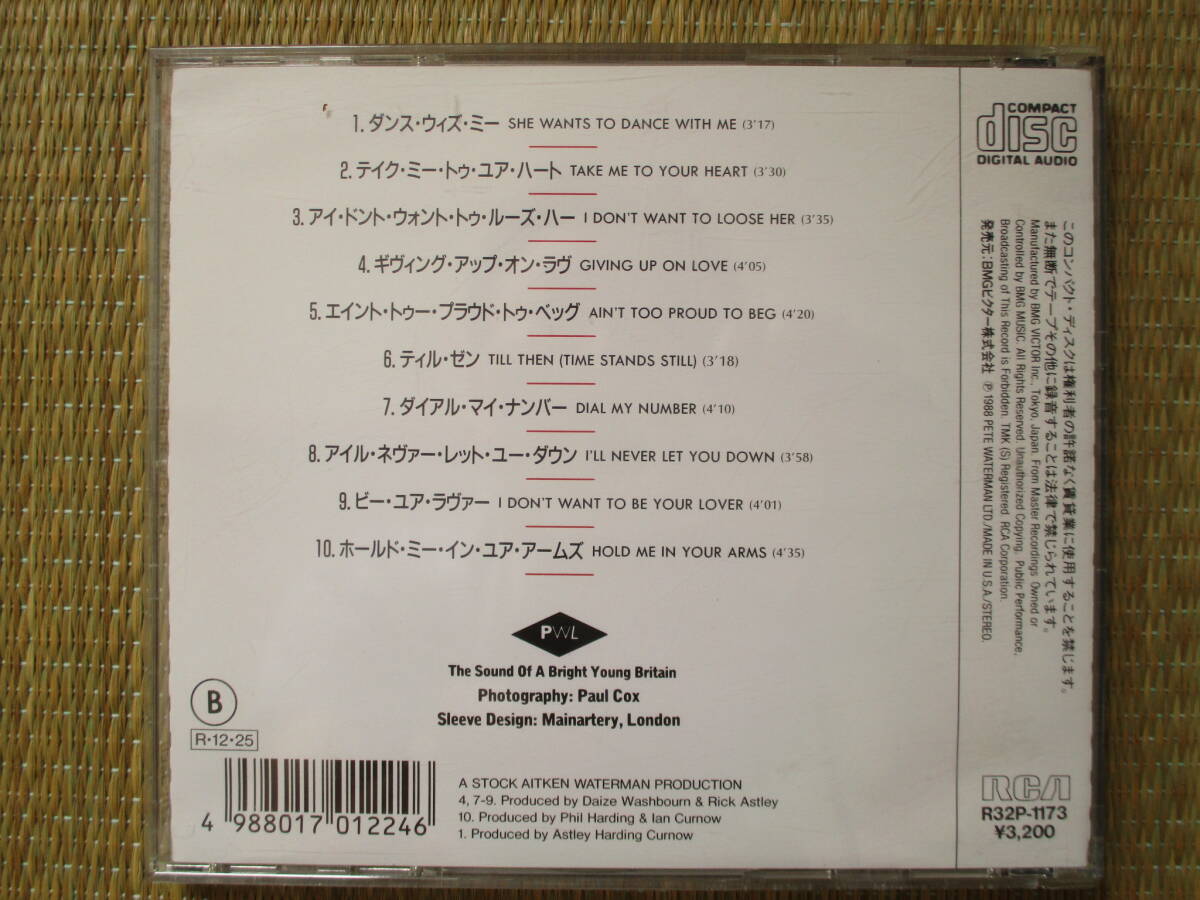 1. ダンス・ウィズ・ミー SHE WANTS TO DANCE WITH ME (3'17)
2. テイク・ミー・トゥ・ユア・ハート TAKE ME TO YOUR HEART (3'30)
3. アイ・ドント・ウォント・トゥ・ルーズ・ハー I DON'T WANT TO LOOSE HER (3'35)
4. ギヴィング・アップ・オン・ラヴ GIVING UP ON LOVE (4'05)
5. エイント・トゥー・プラウド・トゥ・ベッグ AIN'T TOO PROUD TO BEG (4'20)
6. ティル・ゼン TILL THEN (TIME STANDS STILL) (3'18)
7. ダイアル・マイ・ナンバー DIAL MY NUMBER (4'10)
8. アイル・ネヴァー・レット・ユー・ダウン I'LL NEVER LET YOU DOWN (3'58)
9. ビー・ユア・ラヴァー I DON'T WANT TO BE YOUR LOVER (4'01)
10. ホールド・ミー・イン・ユア・アームズ HOLD ME IN YOUR ARMS (4'35)
PWL
The Sound Of A Bright Young Britain
Photography: Paul Cox
Sleeve Design: Mainartery, London
B
R・12・25
4 988017 012246
A STOCK AITKEN WATERMAN PRODUCTION
4, 7-9. Produced by Daize Washbourn & Rick Astley
10. Produced by Phil Harding & Ian Curnow
1. Produced by Astley Harding Curnow
COMPACT
disc
DIGITAL AUDIO
このコンパクト・ディスクは権利者の許諾なく賃貸業に使用することを禁じます。
また無断でテープその他に録音することは法律で禁じられています。
Manufactured by BMG VICTOR Inc., Tokyo, Japan. From Master Recordings Owned or
Controlled by BMG MUSIC. All Rights Reserved. Unauthorized Copying, Public Performance,
Broadcasting of This Record is Forbidden. TMK (S) Registered. RCA Corporation.
発売元:BMGビクター株式会社 ℗ 1988 PETE WATERMAN LTD./MADE IN U.S.A./STEREO.
RCA
R32P-1173
¥3,200